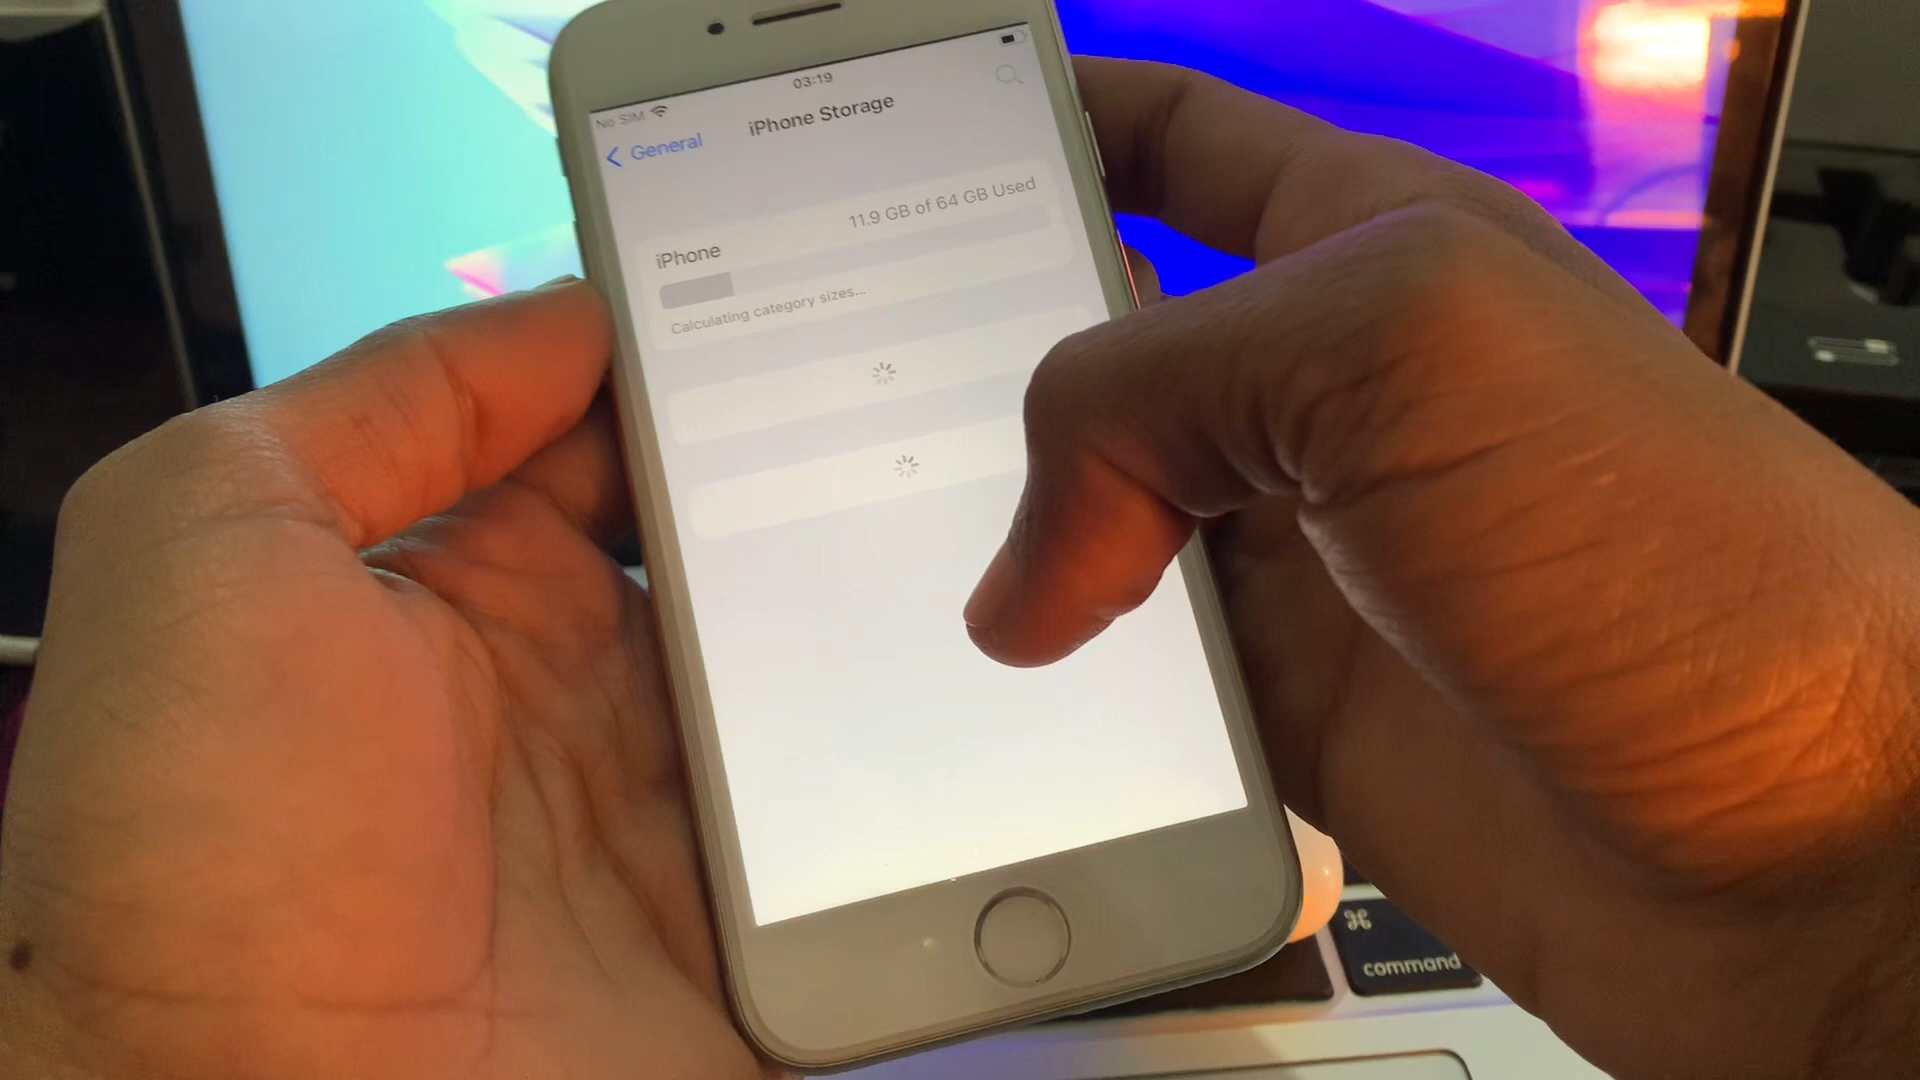 No SIM 03:19
General
iPhone Storage
iPhone 11.9 GB of 64 GB Used
Calculating category sizes...
⌘
command